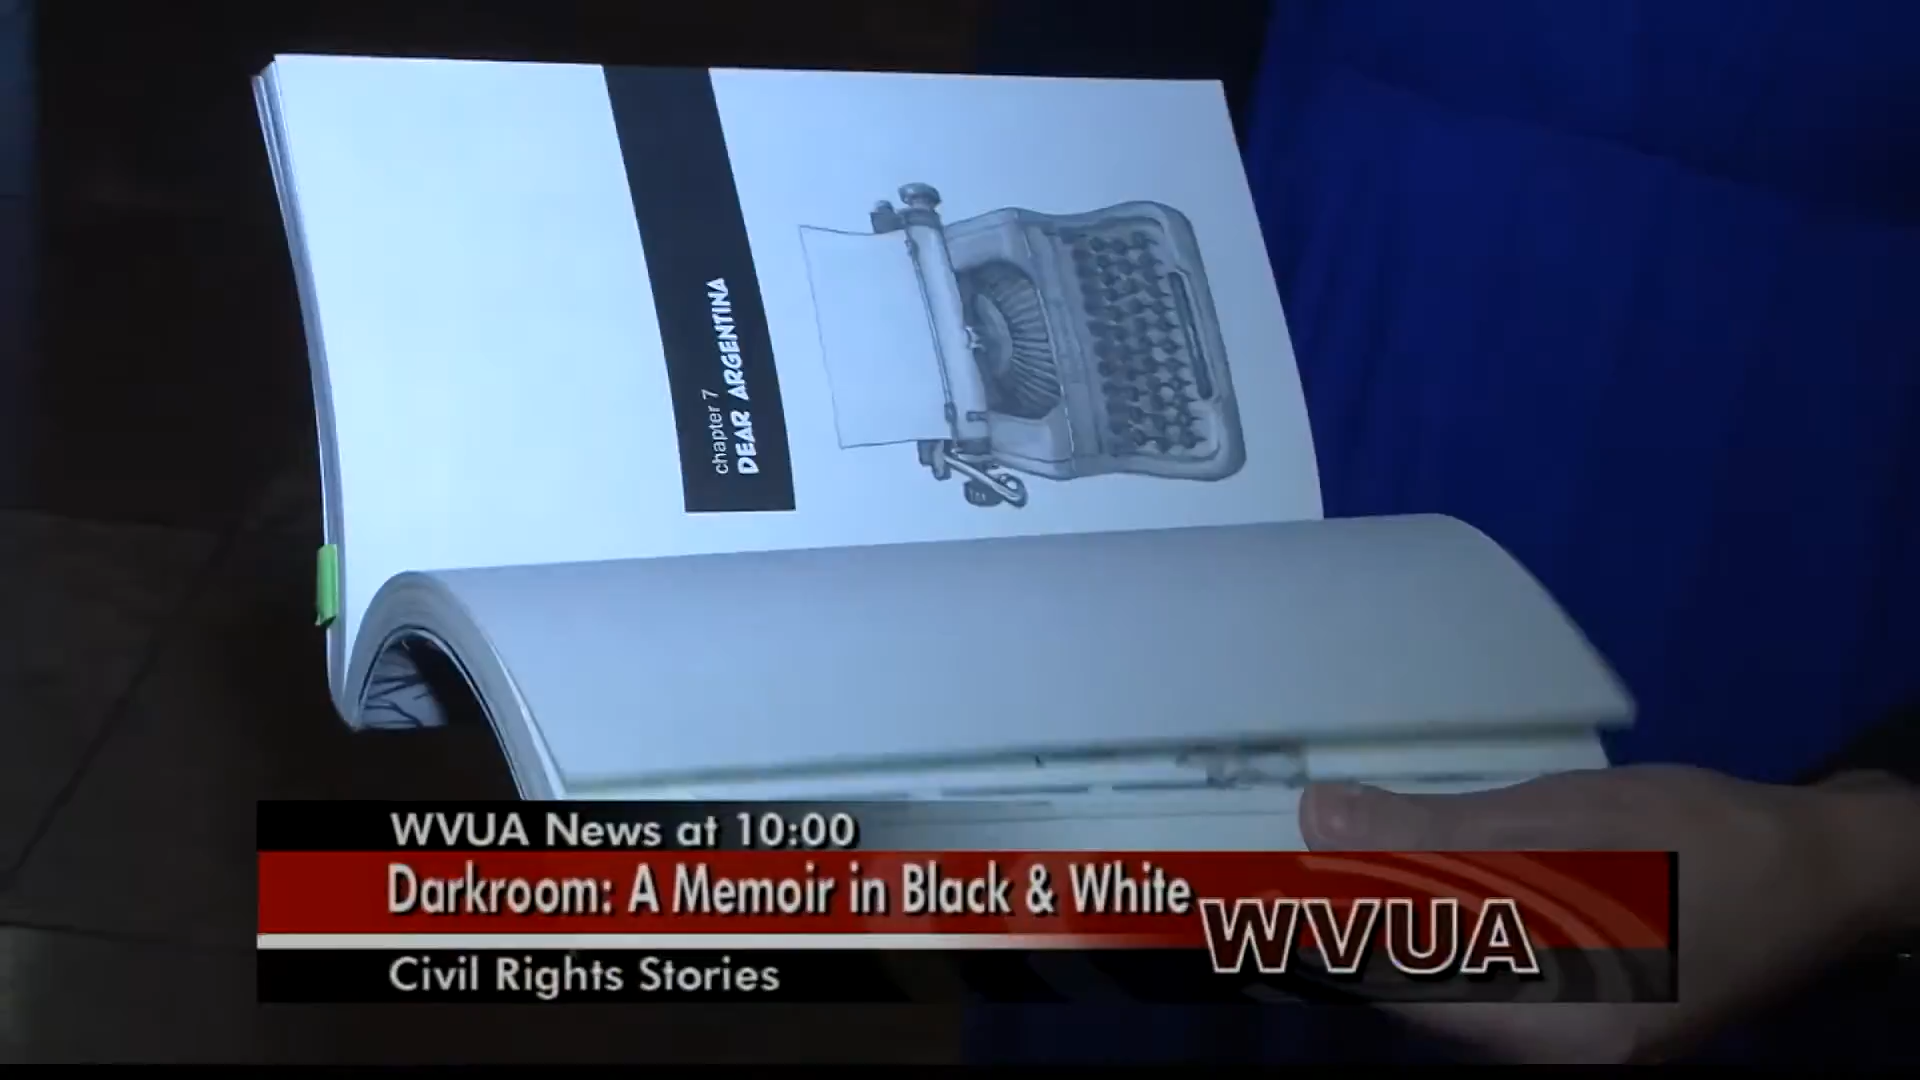 chapter 7
DEAR ARGENTINA
WVUA News at 10:00
Darkroom: A Memoir in Black & White
WVUA
Civil Rights Stories